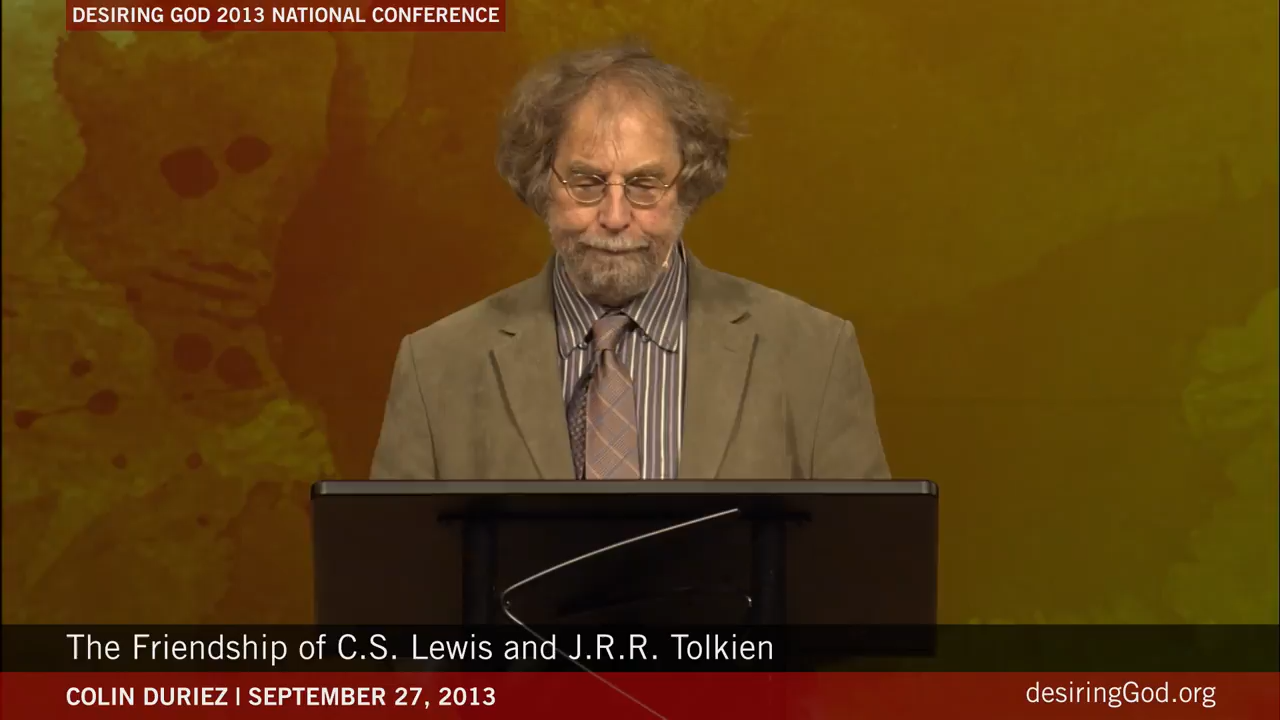 DESIRING GOD 2013 NATIONAL CONFERENCE
The Friendship of C.S. Lewis and J.R.R. Tolkien
COLIN DURIEZ | SEPTEMBER 27, 2013
desiringGod.org